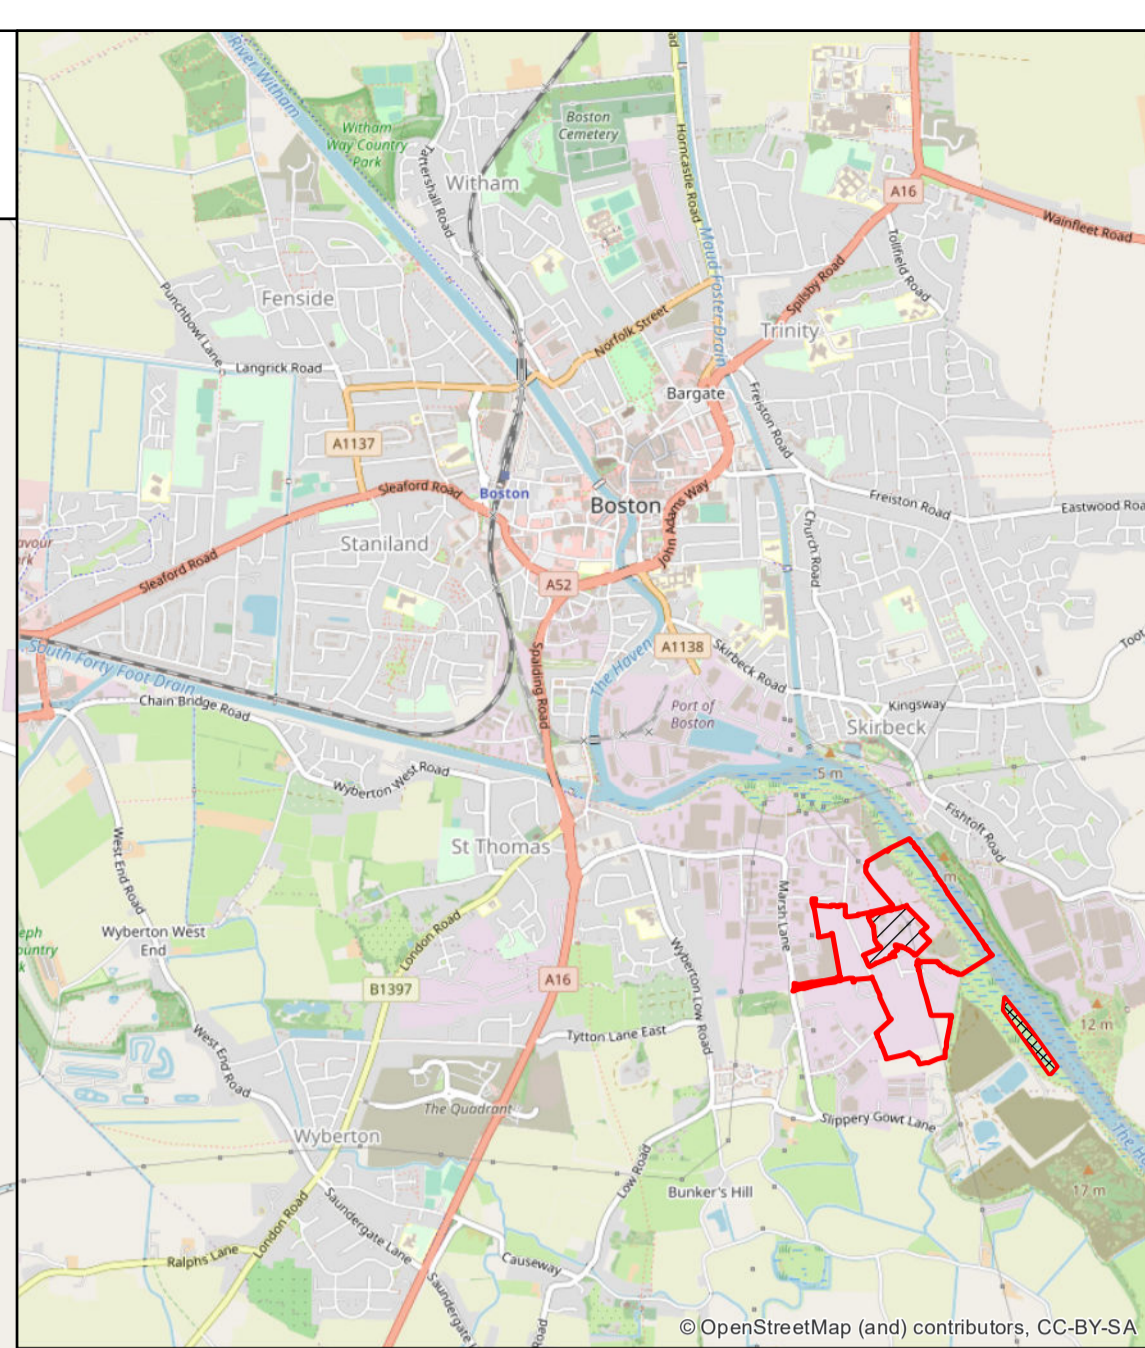 River Witham
Witham
Way Country
Park
Tattershall Road
Witham
Boston
Cemetery
Horncastle Road
Maud Foster Drain
A16
Wainfleet Road
Tollfield Road
Spilsby Road
Trinity
Fenside
Punchbowl Lane
Langrick Road
Norfolk Street
Bargate
Freiston Road
A1137
Sleaford Road
Boston
Boston
John Adams Way
Freiston Road
Eastwood Roa
Church Road
Staniland
Sleaford Road
A52
A1138
Skirbeck Road
The Haven
Spalding Road
South Forty Foot Drain
Chain Bridge Road
Port of
Boston
Kingsway
Skirbeck
Toot
Wyberton West Road
5 m
Fishtoft Road
St Thomas
m
West End Road
Marsh Lane
Wyberton West
End
London Road
Wyberton Low Road
A16
B1397
12 m
Tytton Lane East
West End Road
The Quadrant
Slippery Gowt Lane
The H
Wyberton
Low Road
Bunker's Hill
17 m
Saundergate Lane
London Road
Ralphs Lane
Causeway
Saundergate L
Road
© OpenStreetMap (and) contributors, CC-BY-SA